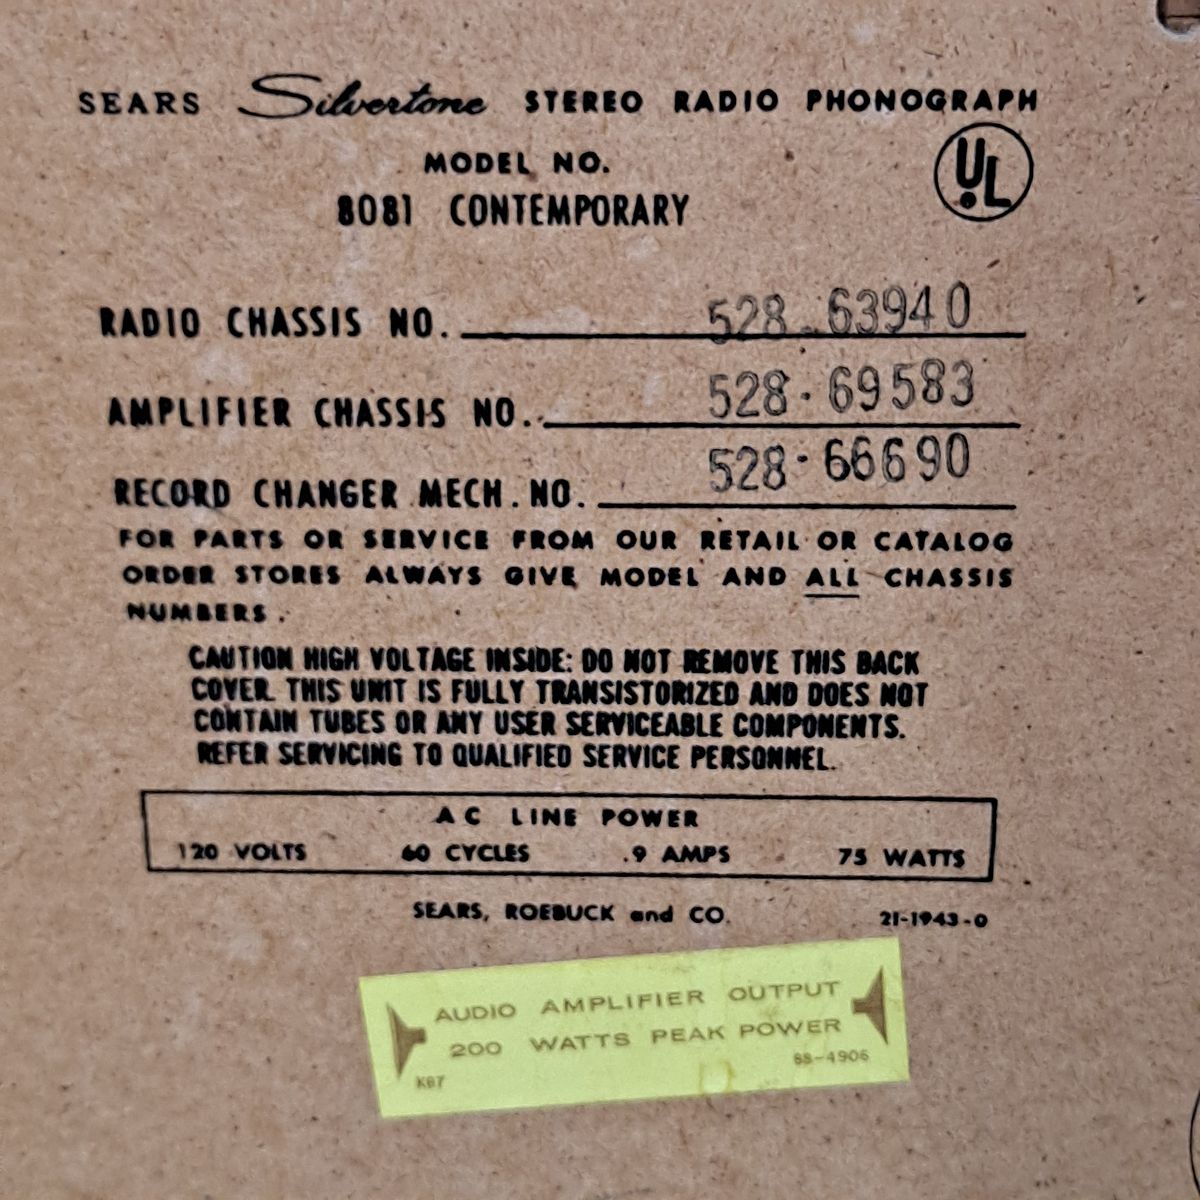 SEARS Silvertone STEREO RADIO PHONOGRAPH
MODEL NO.
UL
8081 CONTEMPORARY
RADIO CHASSIS NO. 528-63940
AMPLIFIER CHASSIS NO. 528-69583
RECORD CHANGER MECH. NO. 528-66690
FOR PARTS OR SERVICE FROM OUR RETAIL OR CATALOG
ORDER STORES ALWAYS GIVE MODEL AND ALL CHASSIS
NUMBERS.
CAUTION HIGH VOLTAGE INSIDE: DO NOT REMOVE THIS BACK
COVER. THIS UNIT IS FULLY TRANSISTORIZED AND DOES NOT
CONTAIN TUBES OR ANY USER SERVICEABLE COMPONENTS.
REFER SERVICING TO QUALIFIED SERVICE PERSONNEL.
AC LINE POWER
120 VOLTS 60 CYCLES .9 AMPS 75 WATTS
SEARS, ROEBUCK and CO. 21-1943-0
AUDIO AMPLIFIER OUTPUT
200 WATTS PEAK POWER
K87 88-4906